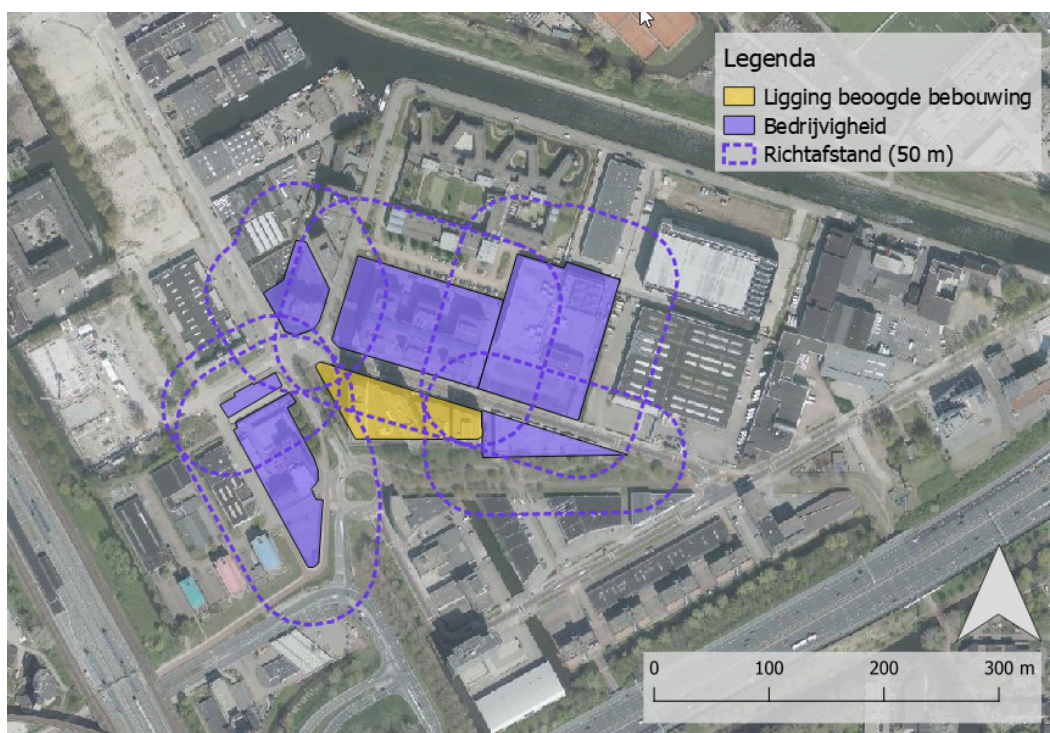 Legenda
Ligging beoogde bebouwing
Bedrijvigheid
Richtafstand (50 m)
0 100 200 300 m